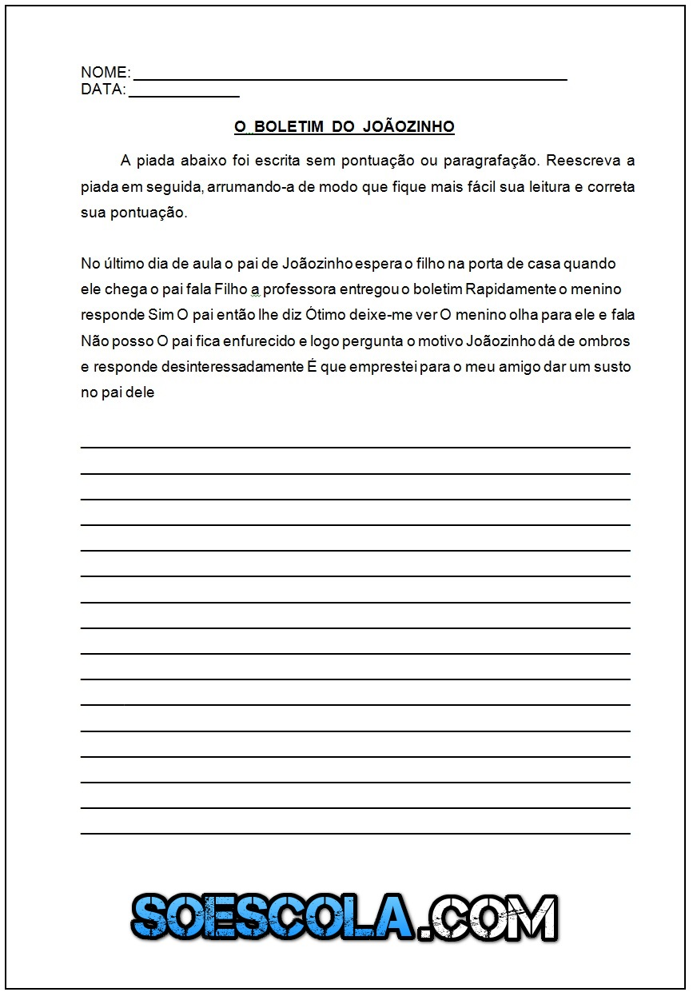 NOME: ____________________________________________________
DATA: _____________
O BOLETIM DO JOÃOZINHO
A piada abaixo foi escrita sem pontuação ou paragrafação. Reescreva a
piada em seguida, arrumando-a de modo que fique mais fácil sua leitura e correta
sua pontuação.
No último dia de aula o pai de Joãozinho espera o filho na porta de casa quando
ele chega o pai fala Filho a professora entregou o boletim Rapidamente o menino
responde Sim O pai então lhe diz Ótimo deixe-me ver O menino olha para ele e fala
Não posso O pai fica enfurecido e logo pergunta o motivo Joãozinho dá de ombros
e responde desinteressadamente É que emprestei para o meu amigo dar um susto
no pai dele
SOESCOLA.COM